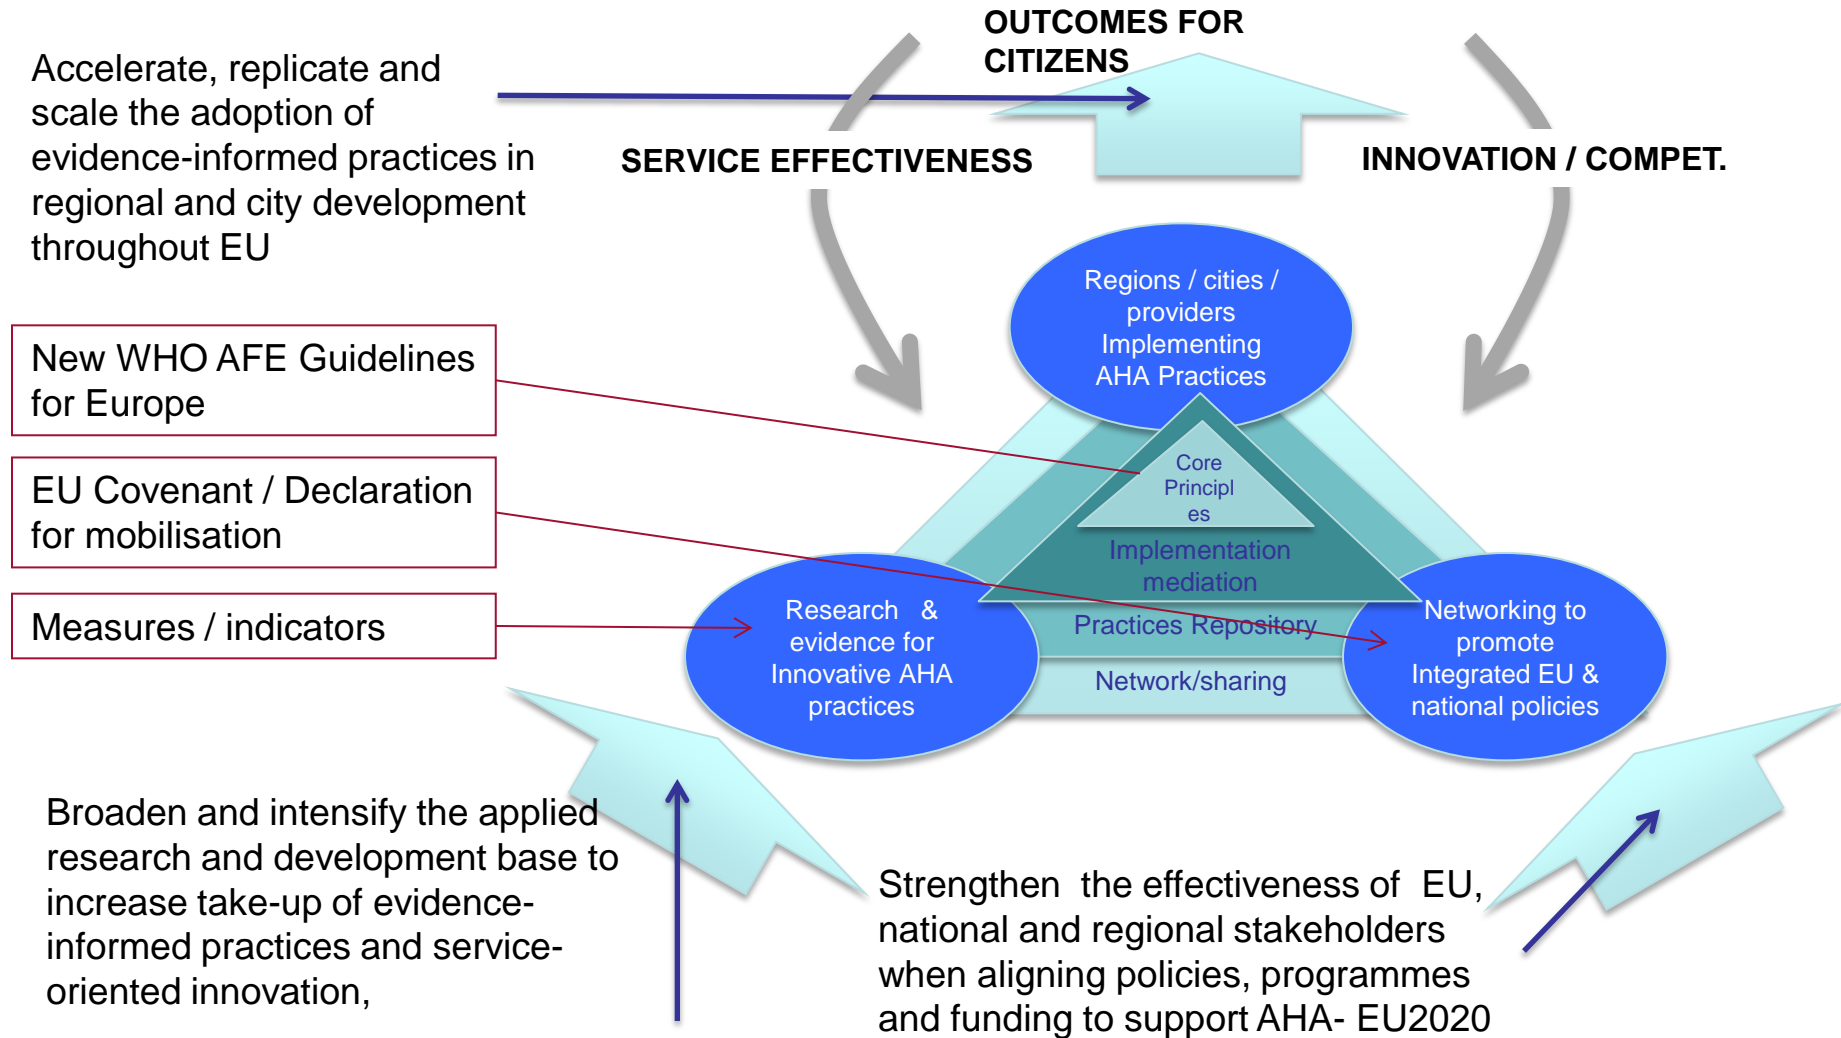 OUTCOMES FOR
CITIZENS
Accelerate, replicate and
scale the adoption of
evidence-informed practices in
regional and city development
throughout EU
SERVICE EFFECTIVENESS
INNOVATION / COMPET.
Regions / cities /
providers
Implementing
AHA Practices
New WHO AFE Guidelines
for Europe
EU Covenant / Declaration
for mobilisation
Measures / indicators
Core
Principl
es
Implementation
mediation
Practices Repository
Network/sharing
Research & 
evidence for
Innovative AHA
practices
Networking to
promote
Integrated EU &
national policies
Broaden and intensify the applied
research and development base to
increase take-up of evidence-
informed practices and service-
oriented innovation,
Strengthen the effectiveness of EU,
national and regional stakeholders
when aligning policies, programmes
and funding to support AHA- EU2020